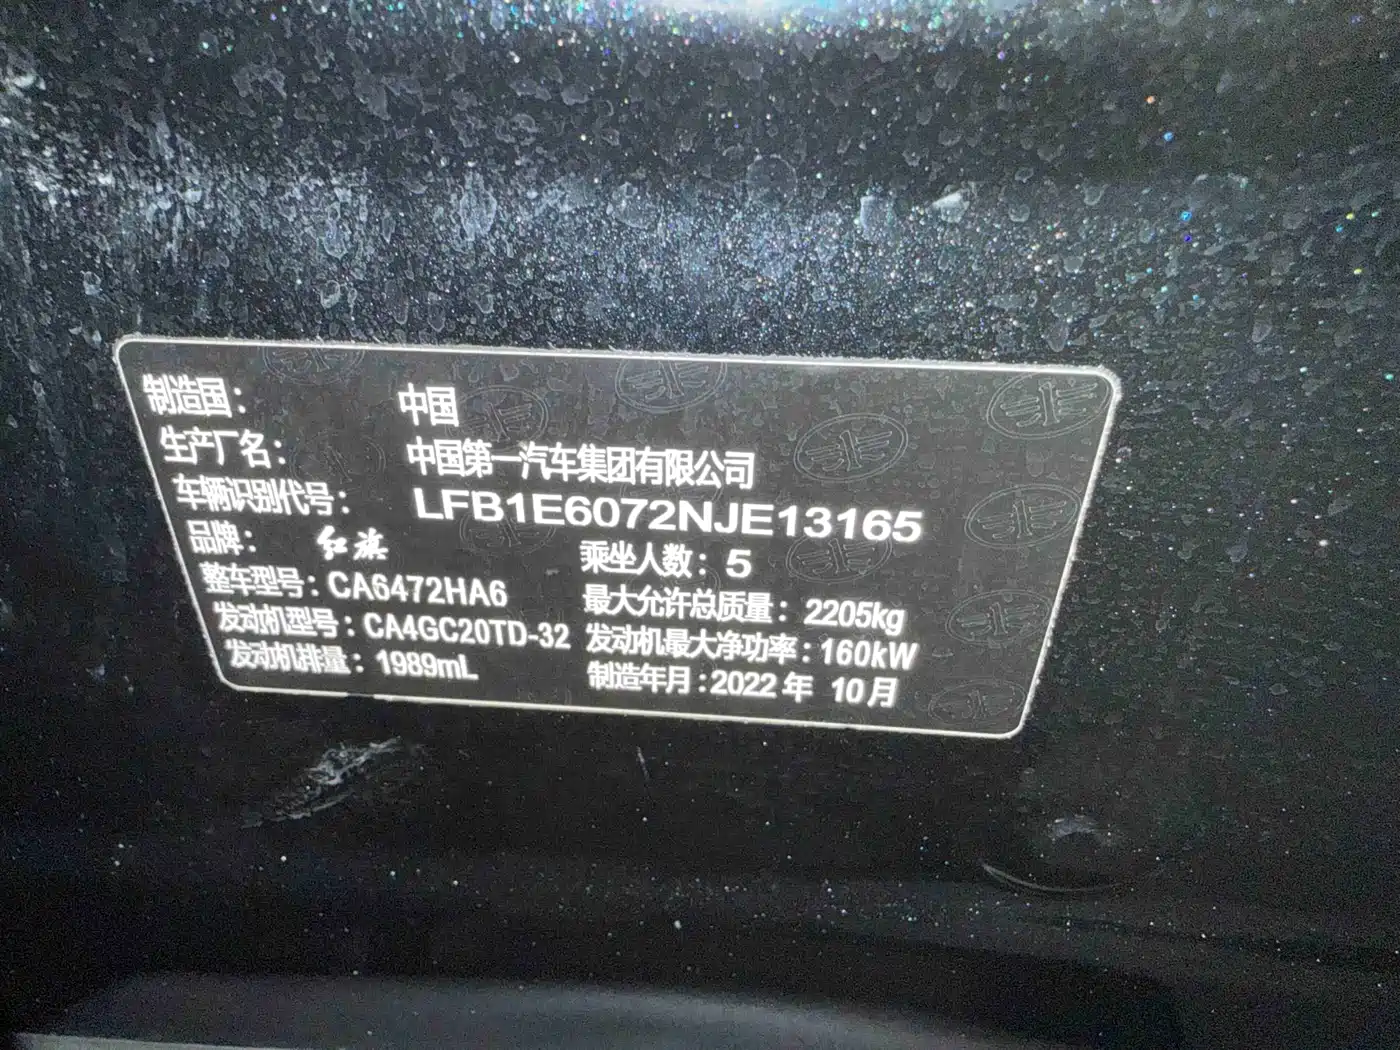 制造国： 中国
生产厂名： 中国第一汽车集团有限公司
车辆识别代号： LFB1E6072NJE13165
品牌： 红旗 乘坐人数：5
整车型号：CA6472HA6 最大允许总质量：2205kg
发动机型号：CA4GC20TD-32 发动机最大净功率：160kW
发动机排量：1989mL 制造年月：2022年 10月